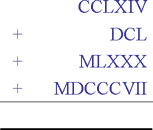 CCLXIV
+ DCL
+ MLXXX
+ MDCCCVII